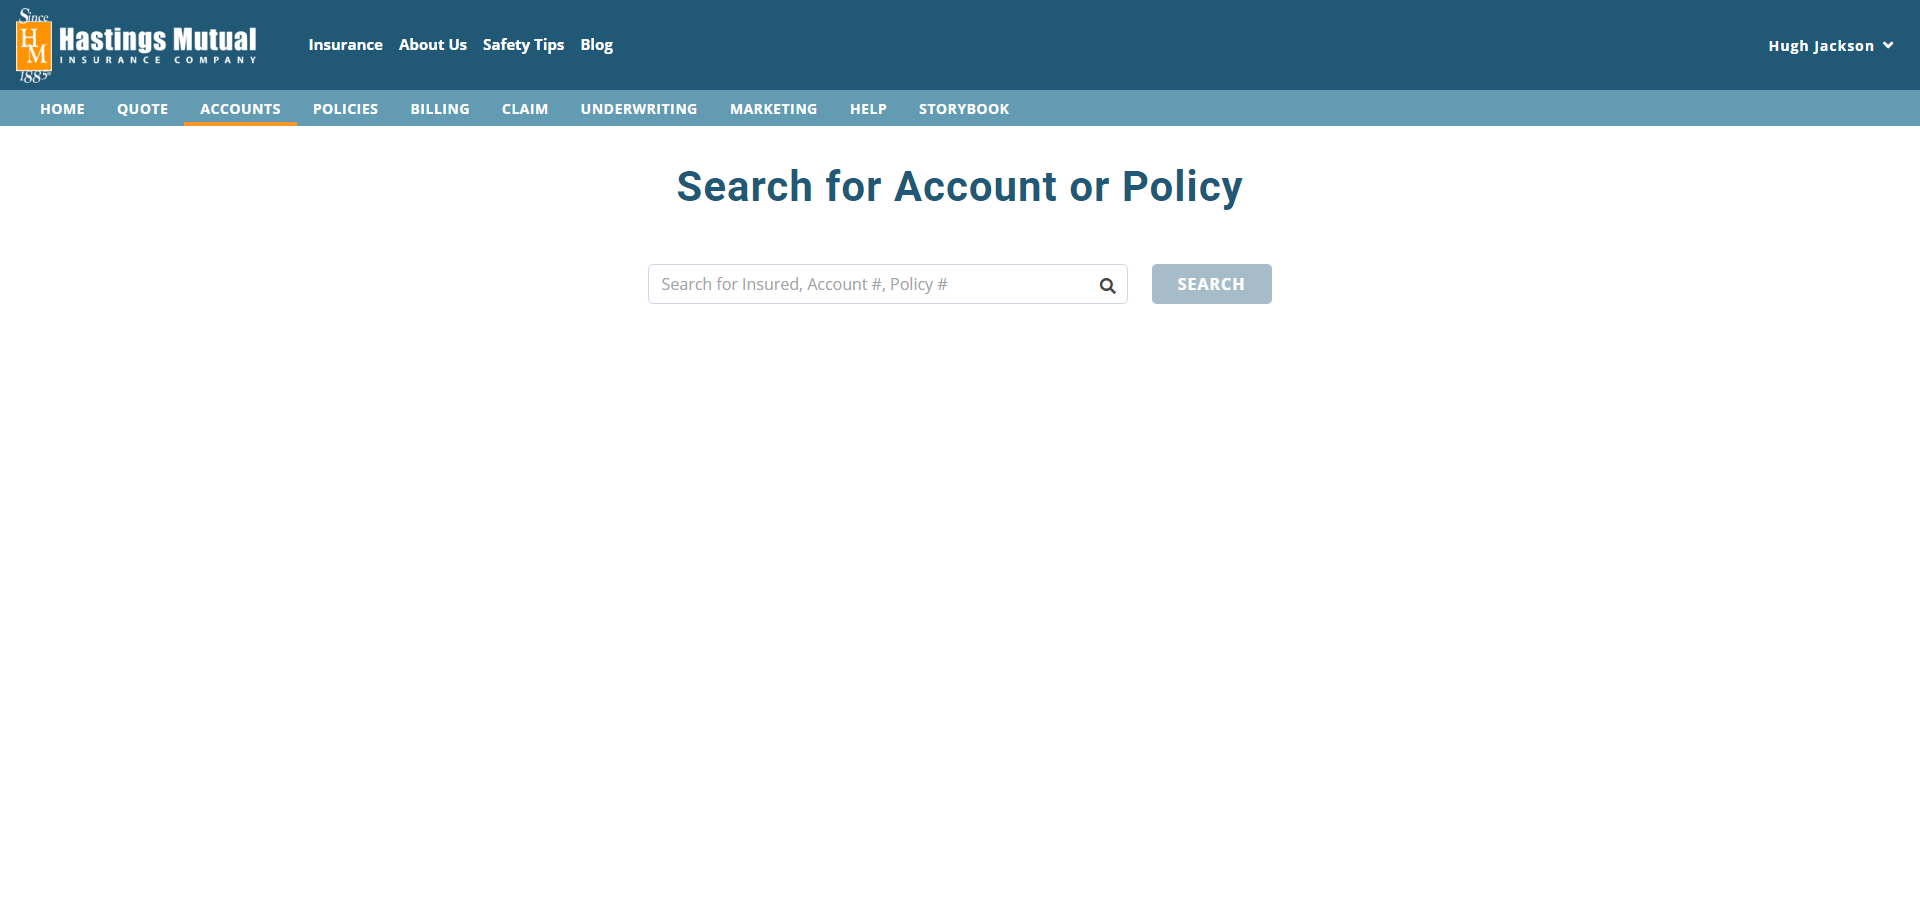 Since
HM
1885
Hastings Mutual
INSURANCE COMPANY
Insurance About Us Safety Tips Blog
Hugh Jackson
HOME QUOTE ACCOUNTS POLICIES BILLING CLAIM UNDERWRITING MARKETING HELP STORYBOOK
Search for Account or Policy
Search for Insured, Account #, Policy #
SEARCH